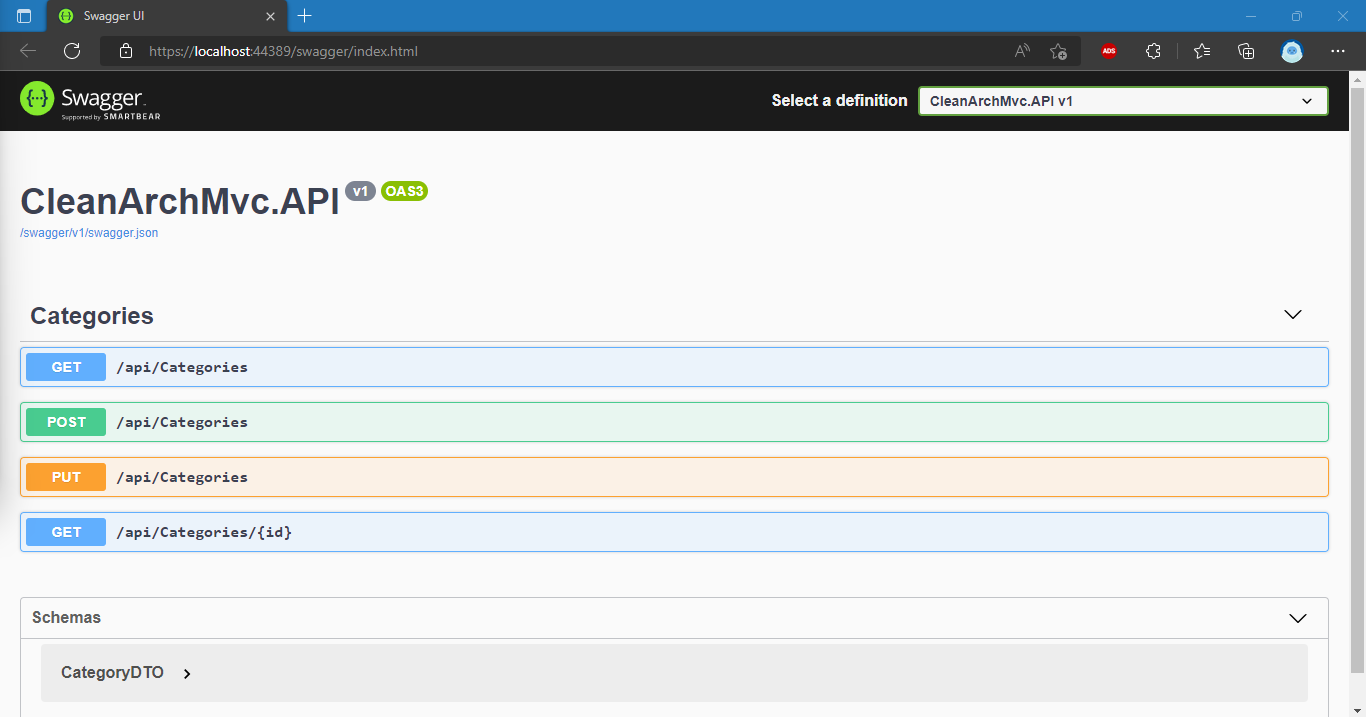 Swagger UI
https://localhost:44389/swagger/index.html
ADS
Swagger
Supported by SMARTBEAR
Select a definition
CleanArchMvc.API v1
CleanArchMvc.API v1 OAS3
/swagger/v1/swagger.json
Categories
GET /api/Categories
POST /api/Categories
PUT /api/Categories
GET /api/Categories/{id}
Schemas
CategoryDTO